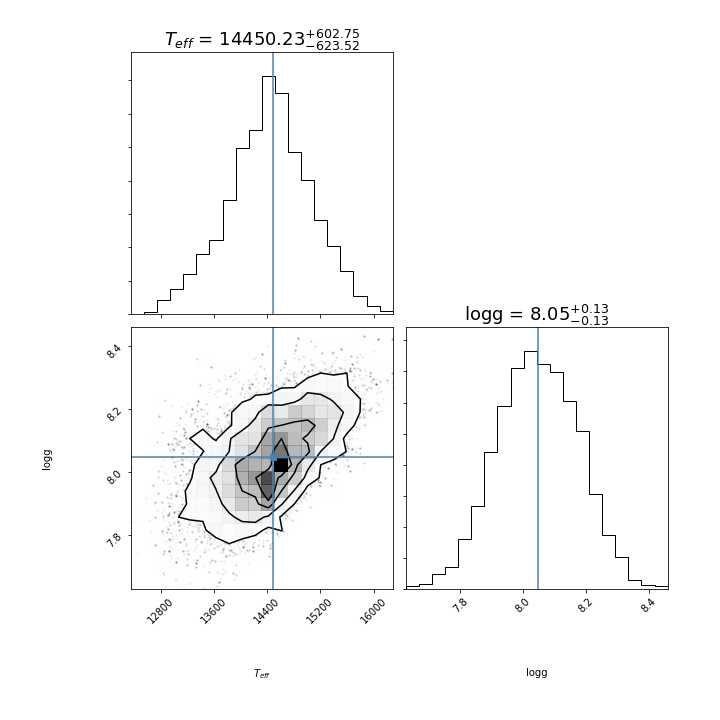 T_eff = 14450.23+602.75−623.52
logg = 8.05+0.13−0.13
logg
8.4
8.2
8.0
7.8
12800 13600 14400 15200 16000
7.8 8.0 8.2 8.4
T_eff
logg